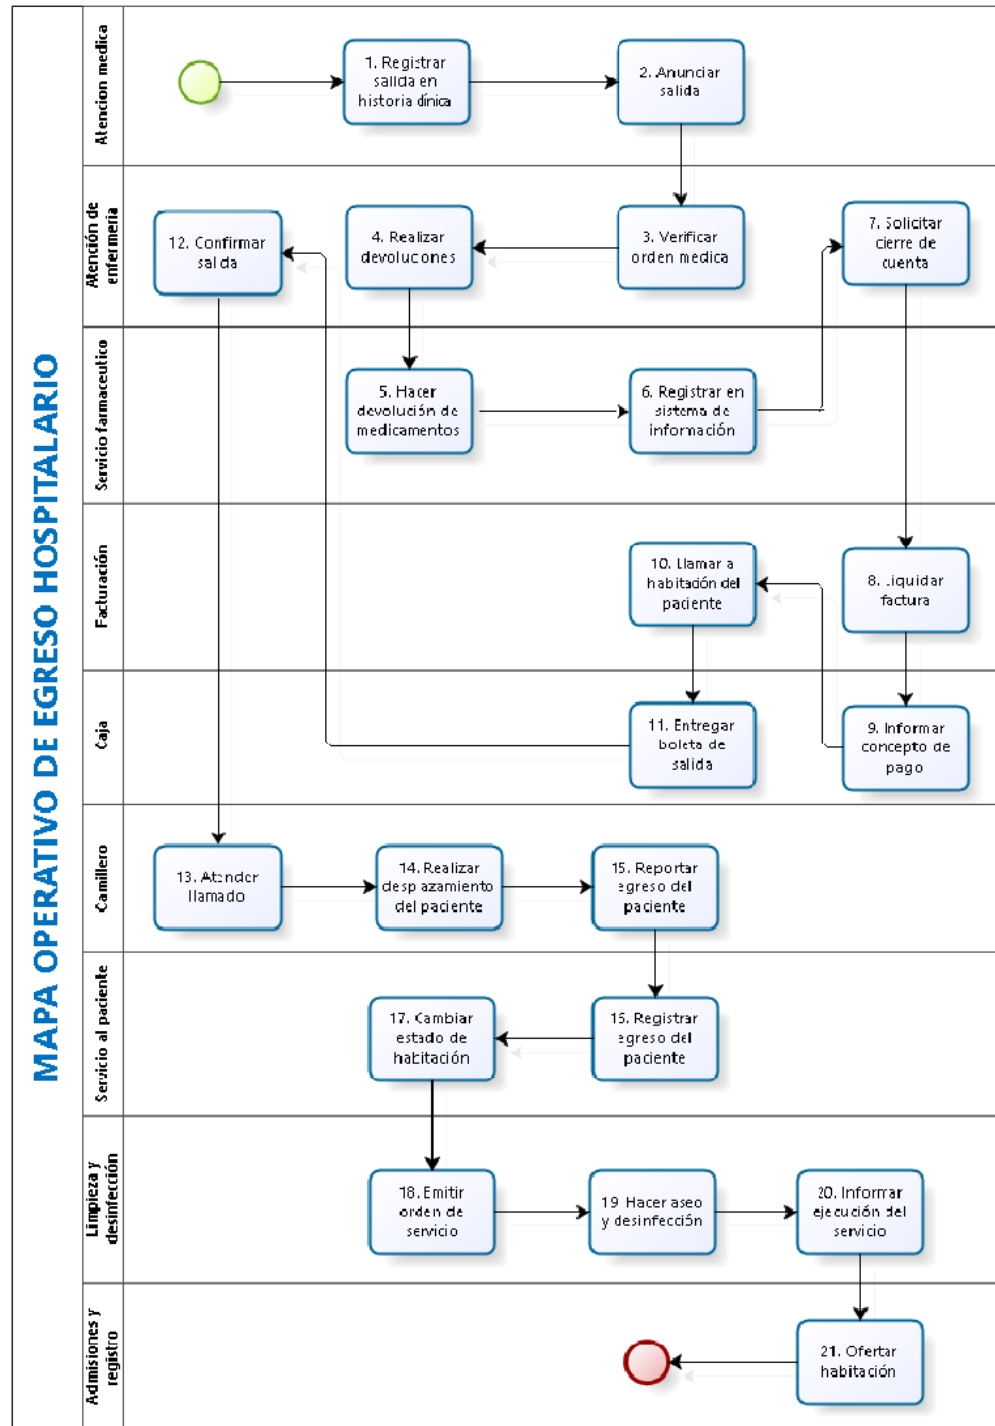 MAPA OPERATIVO DE EGRESO HOSPITALARIO
Atencion medica
1. Registrar
salida en
historia clínica
2. Anunciar
salida
Atención de
enfermería
12. Confirmar
salida
4. Realizar
devoluciones
3. Verificar
orden medica
7. Solicitar
cierre de
cuenta
Servicio farmaceutico
5. Hacer
devolución de
medicamentos
6. Registrar en
sistema de
información
Facturación
10. Llamar a
habitación del
paciente
8. Liquidar
factura
Caja
11. Entregar
boleta de
salida
9. Informar
concepto de
pago
Camillero
13. Atender
llamado
14. Realizar
desplazamiento
del paciente
15. Reportar
egreso del
paciente
Servicio al paciente
17. Cambiar
estado de
habitación
15. Registrar
egreso del
paciente
Limpieza y
desinfección
18. Emitir
orden de
servicio
19 Hacer aseo
y desinfección
20. Informar
ejecución del
servicio
Admisiones y
registro
21. Ofertar
habitación